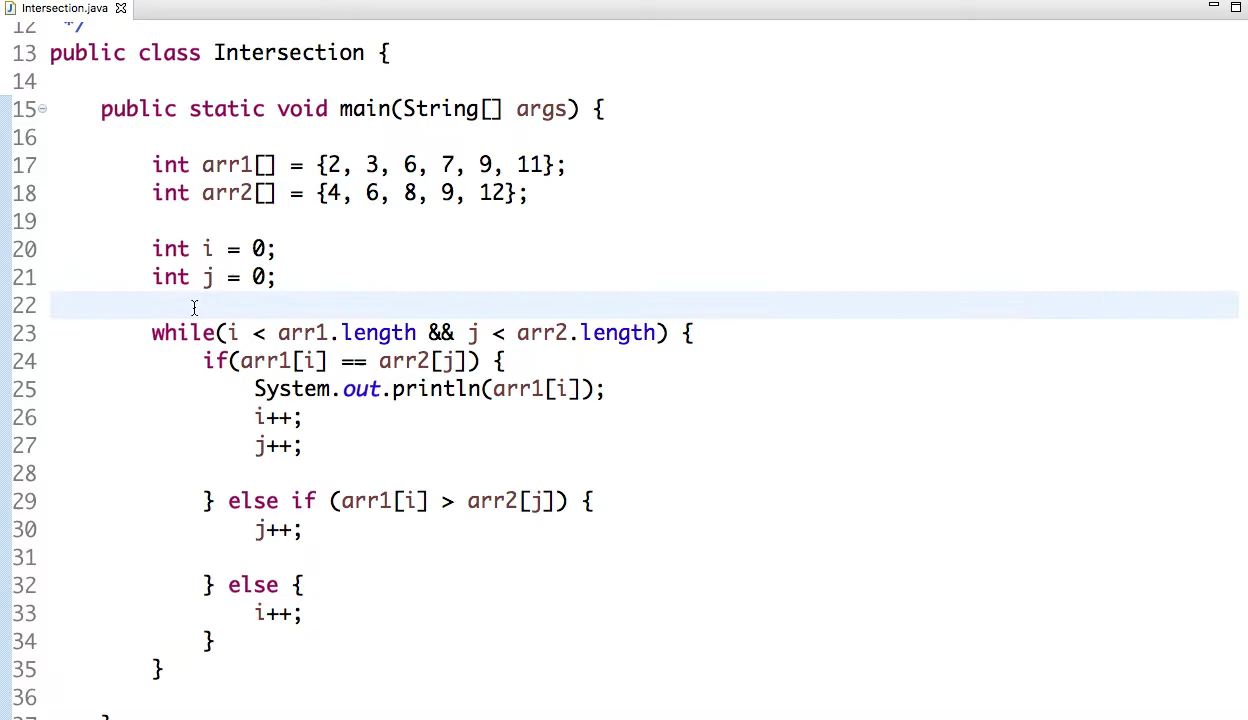 Intersection.java
12 */
13 public class Intersection {
14
15 public static void main(String[] args) {
16
17 int arr1[] = {2, 3, 6, 7, 9, 11};
18 int arr2[] = {4, 6, 8, 9, 12};
19
20 int i = 0;
21 int j = 0;
22
23 while(i < arr1.length && j < arr2.length) {
24 if(arr1[i] == arr2[j]) {
25 System.out.println(arr1[i]);
26 i++;
27 j++;
28
29 } else if (arr1[i] > arr2[j]) {
30 j++;
31
32 } else {
33 i++;
34 }
35 }
36
37 }